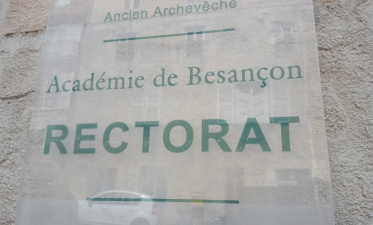 Ancien Archevêché
Académie de Besançon
RECTORAT